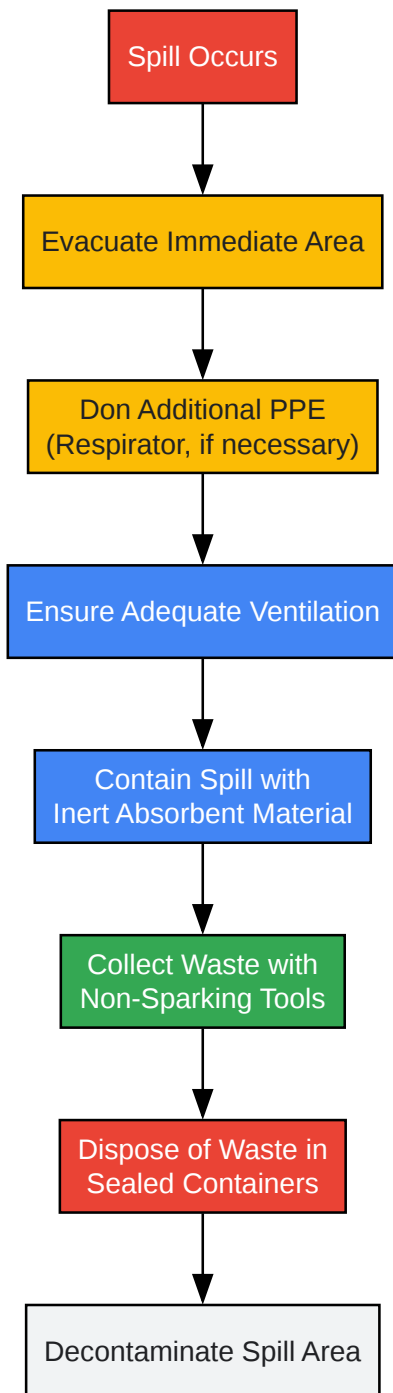 Spill Occurs
Evacuate Immediate Area
Don Additional PPE
(Respirator, if necessary)
Ensure Adequate Ventilation
Contain Spill with
Inert Absorbent Material
Collect Waste with
Non-Sparking Tools
Dispose of Waste in
Sealed Containers
Decontaminate Spill Area